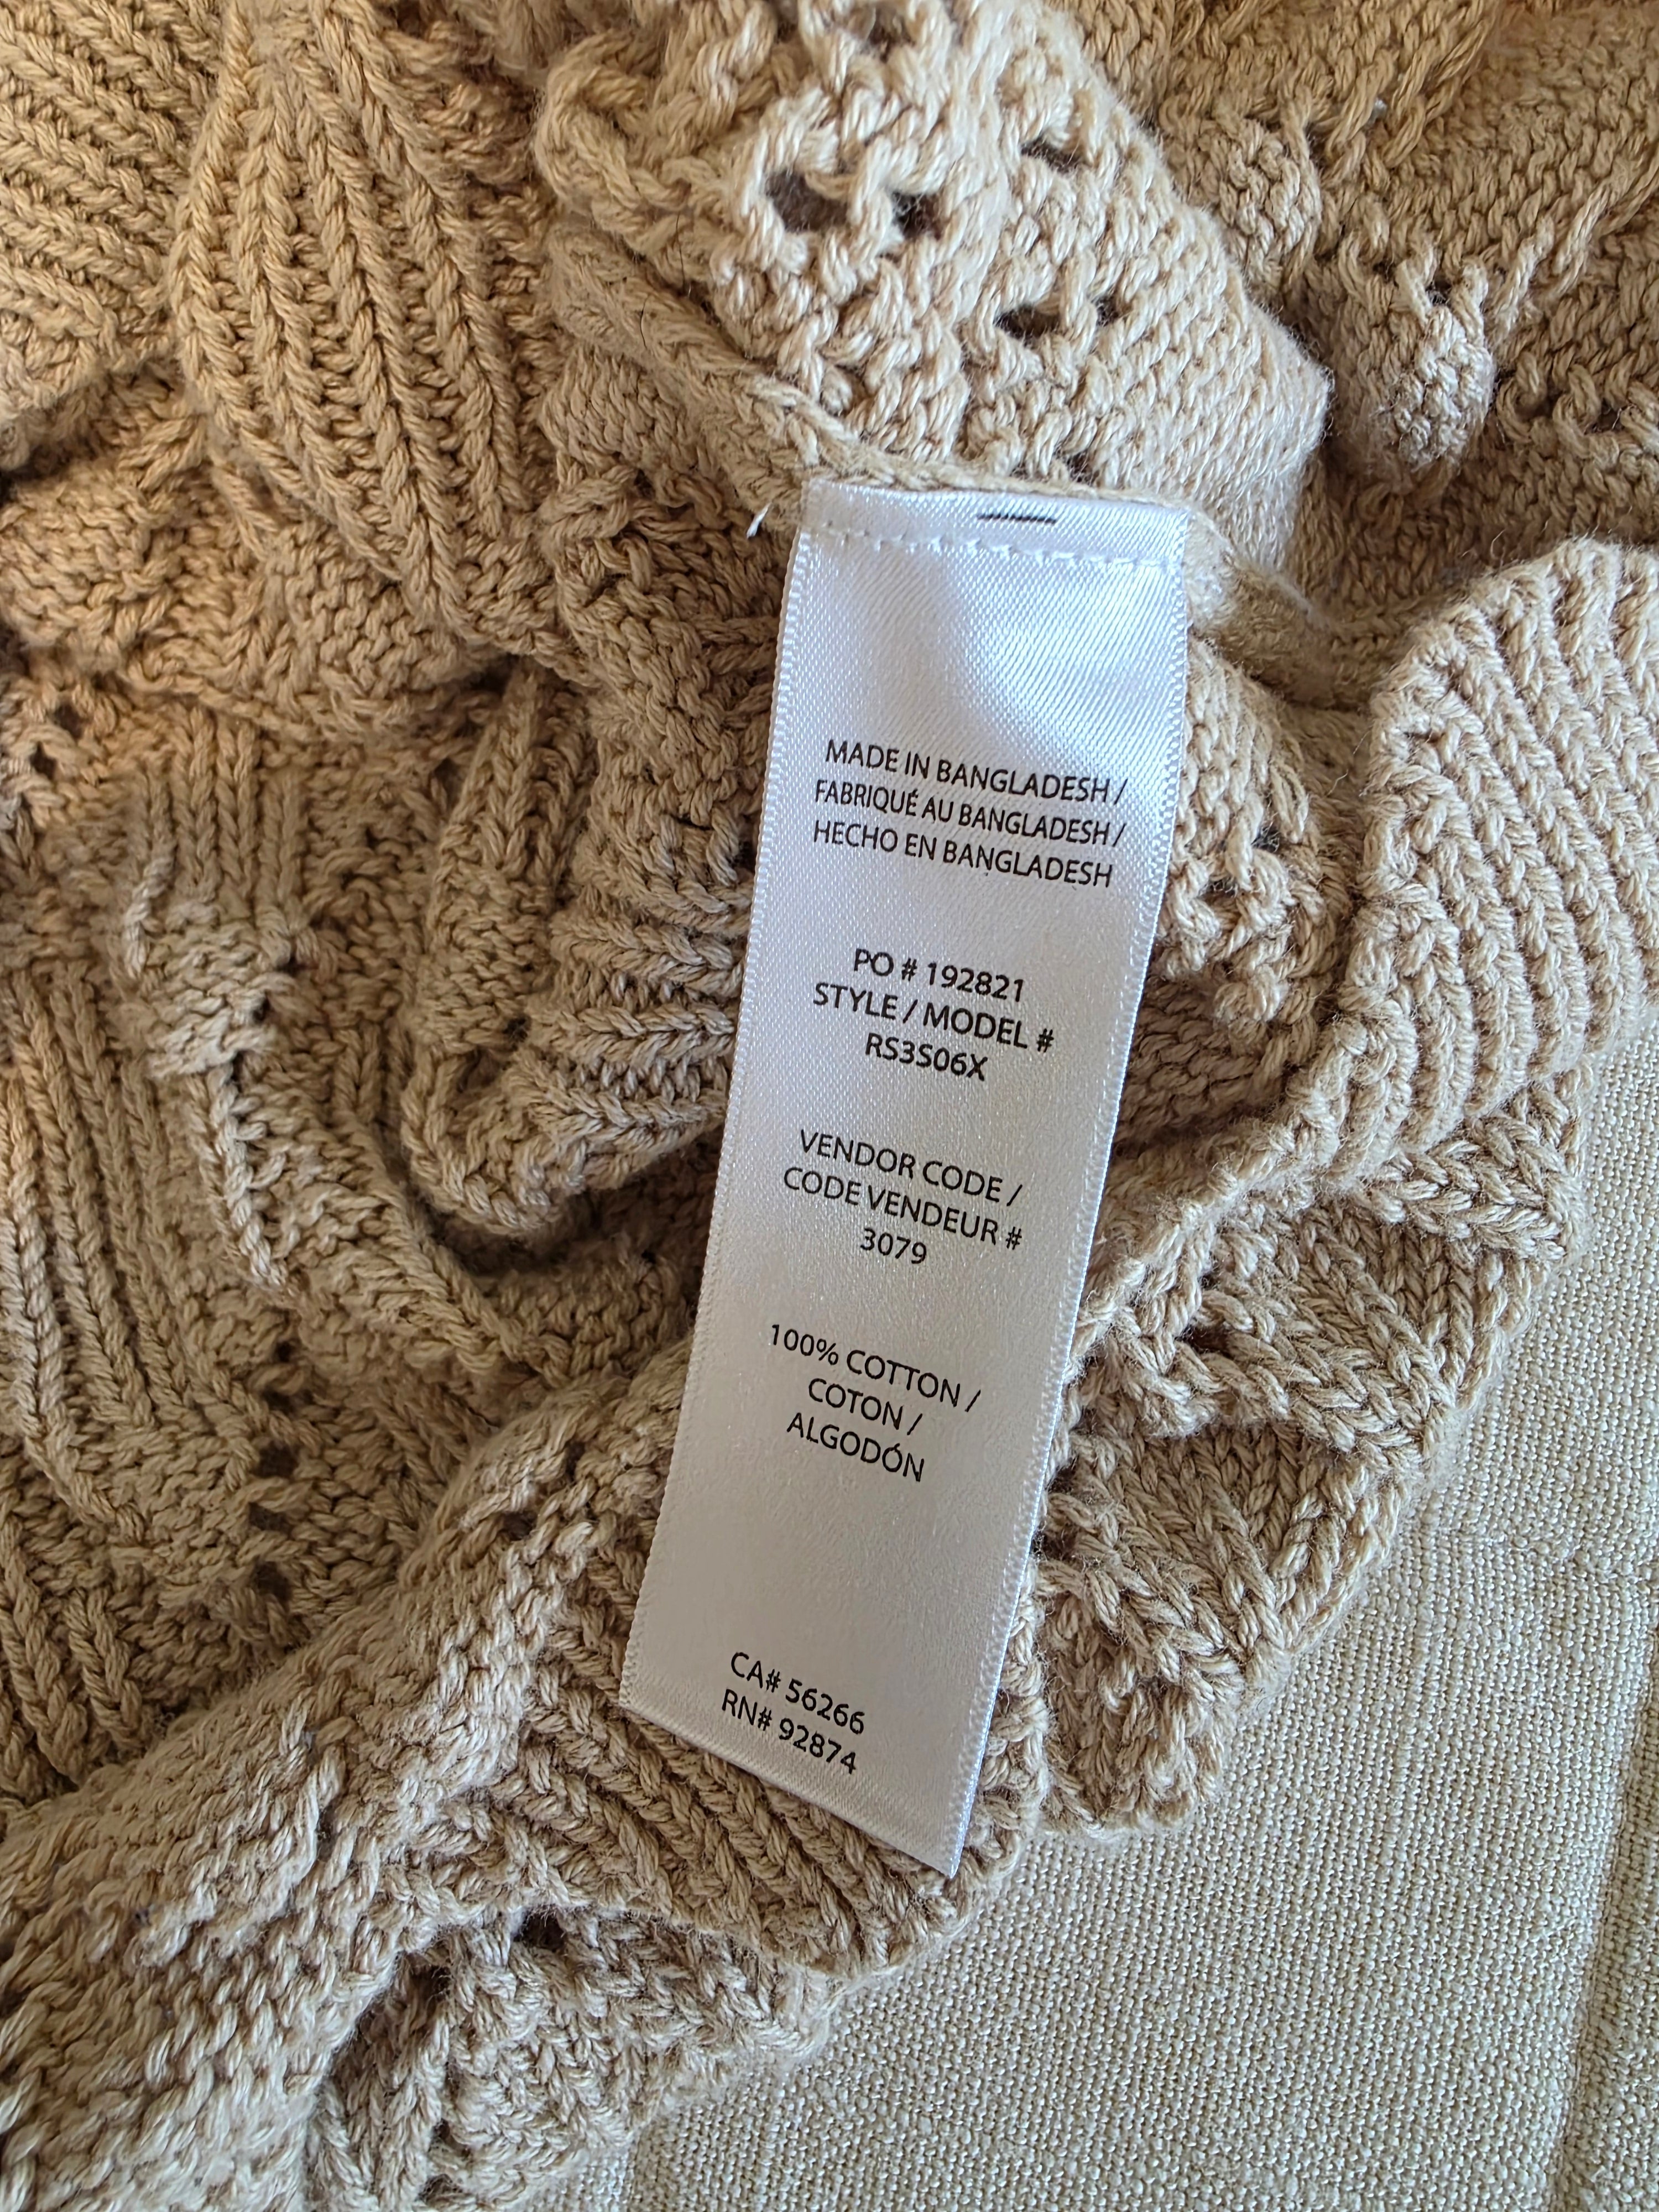 MADE IN BANGLADESH /
FABRIQUÉ AU BANGLADESH /
HECHO EN BANGLADESH
PO # 192821
STYLE / MODEL #
RS3S06X
VENDOR CODE /
CODE VENDEUR #
3079
100% COTTON /
COTON /
ALGODÓN
CA# 56266
RN# 92874